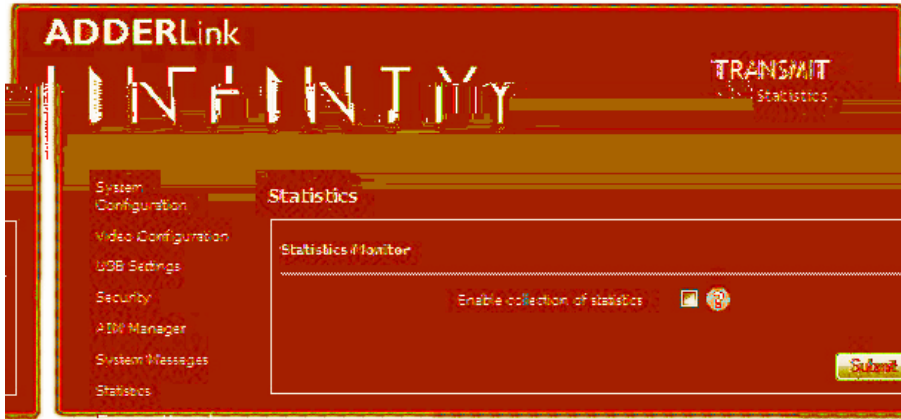 ADDERLink
INFINITY
TRANSMIT
Statistics
System
Configuration
Video Configuration
USB Settings
Security
AIM Manager
System Messages
Statistics
Statistics
Statistics Monitor
Enable collection of statistics
Submit